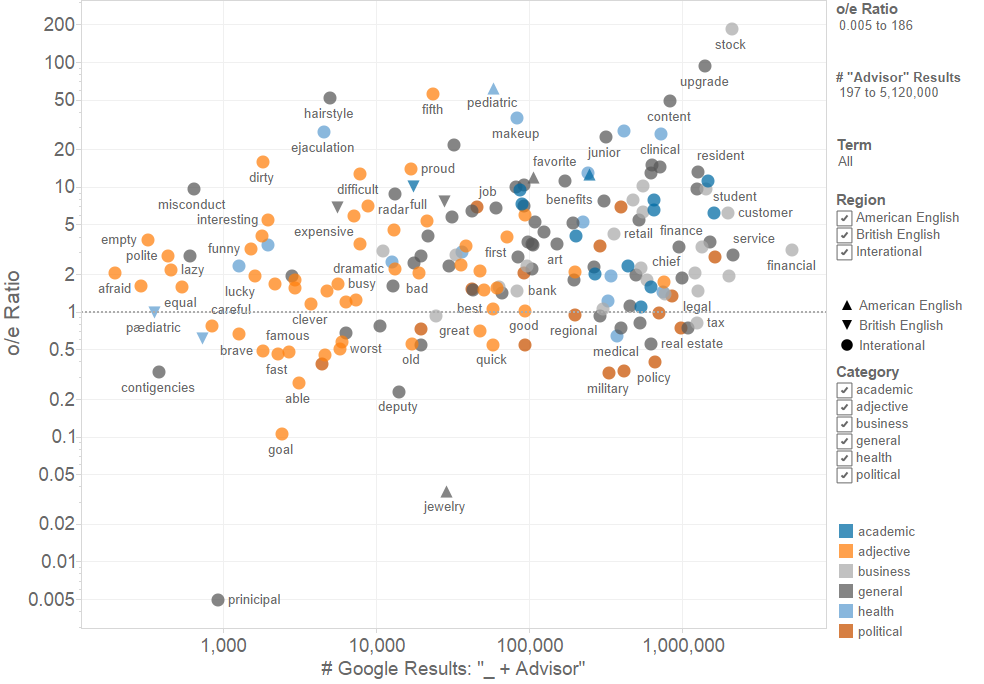 o/e Ratio
0.005 to 186
# "Advisor" Results
197 to 5,120,000
Term
All
Region
American English
British English
Interational
American English
British English
Interational
Category
academic
adjective
business
general
health
political
academic
adjective
business
general
health
political
o/e Ratio
200
100
50
20
10
5
2
1
0.5
0.2
0.1
0.05
0.02
0.01
0.005
stock
upgrade
content
pediatric
fifth
hairstyle
makeup
ejaculation
clinical
junior
resident
favorite
dirty
proud
difficult
job
benefits
student
misconduct
radar
full
customer
interesting
expensive
retail
finance
service
empty
polite
funny
first
art
chief
financial
lazy
dramatic
afraid
lucky
busy
bad
bank
equal
careful
best
legal
pædiatric
clever
great
good
regional
tax
famous
real estate
brave
worst
old
quick
medical
fast
policy
contigencies
military
able
deputy
goal
jewelry
prinicipal
1,000
10,000
100,000
1,000,000
# Google Results: "_ + Advisor"